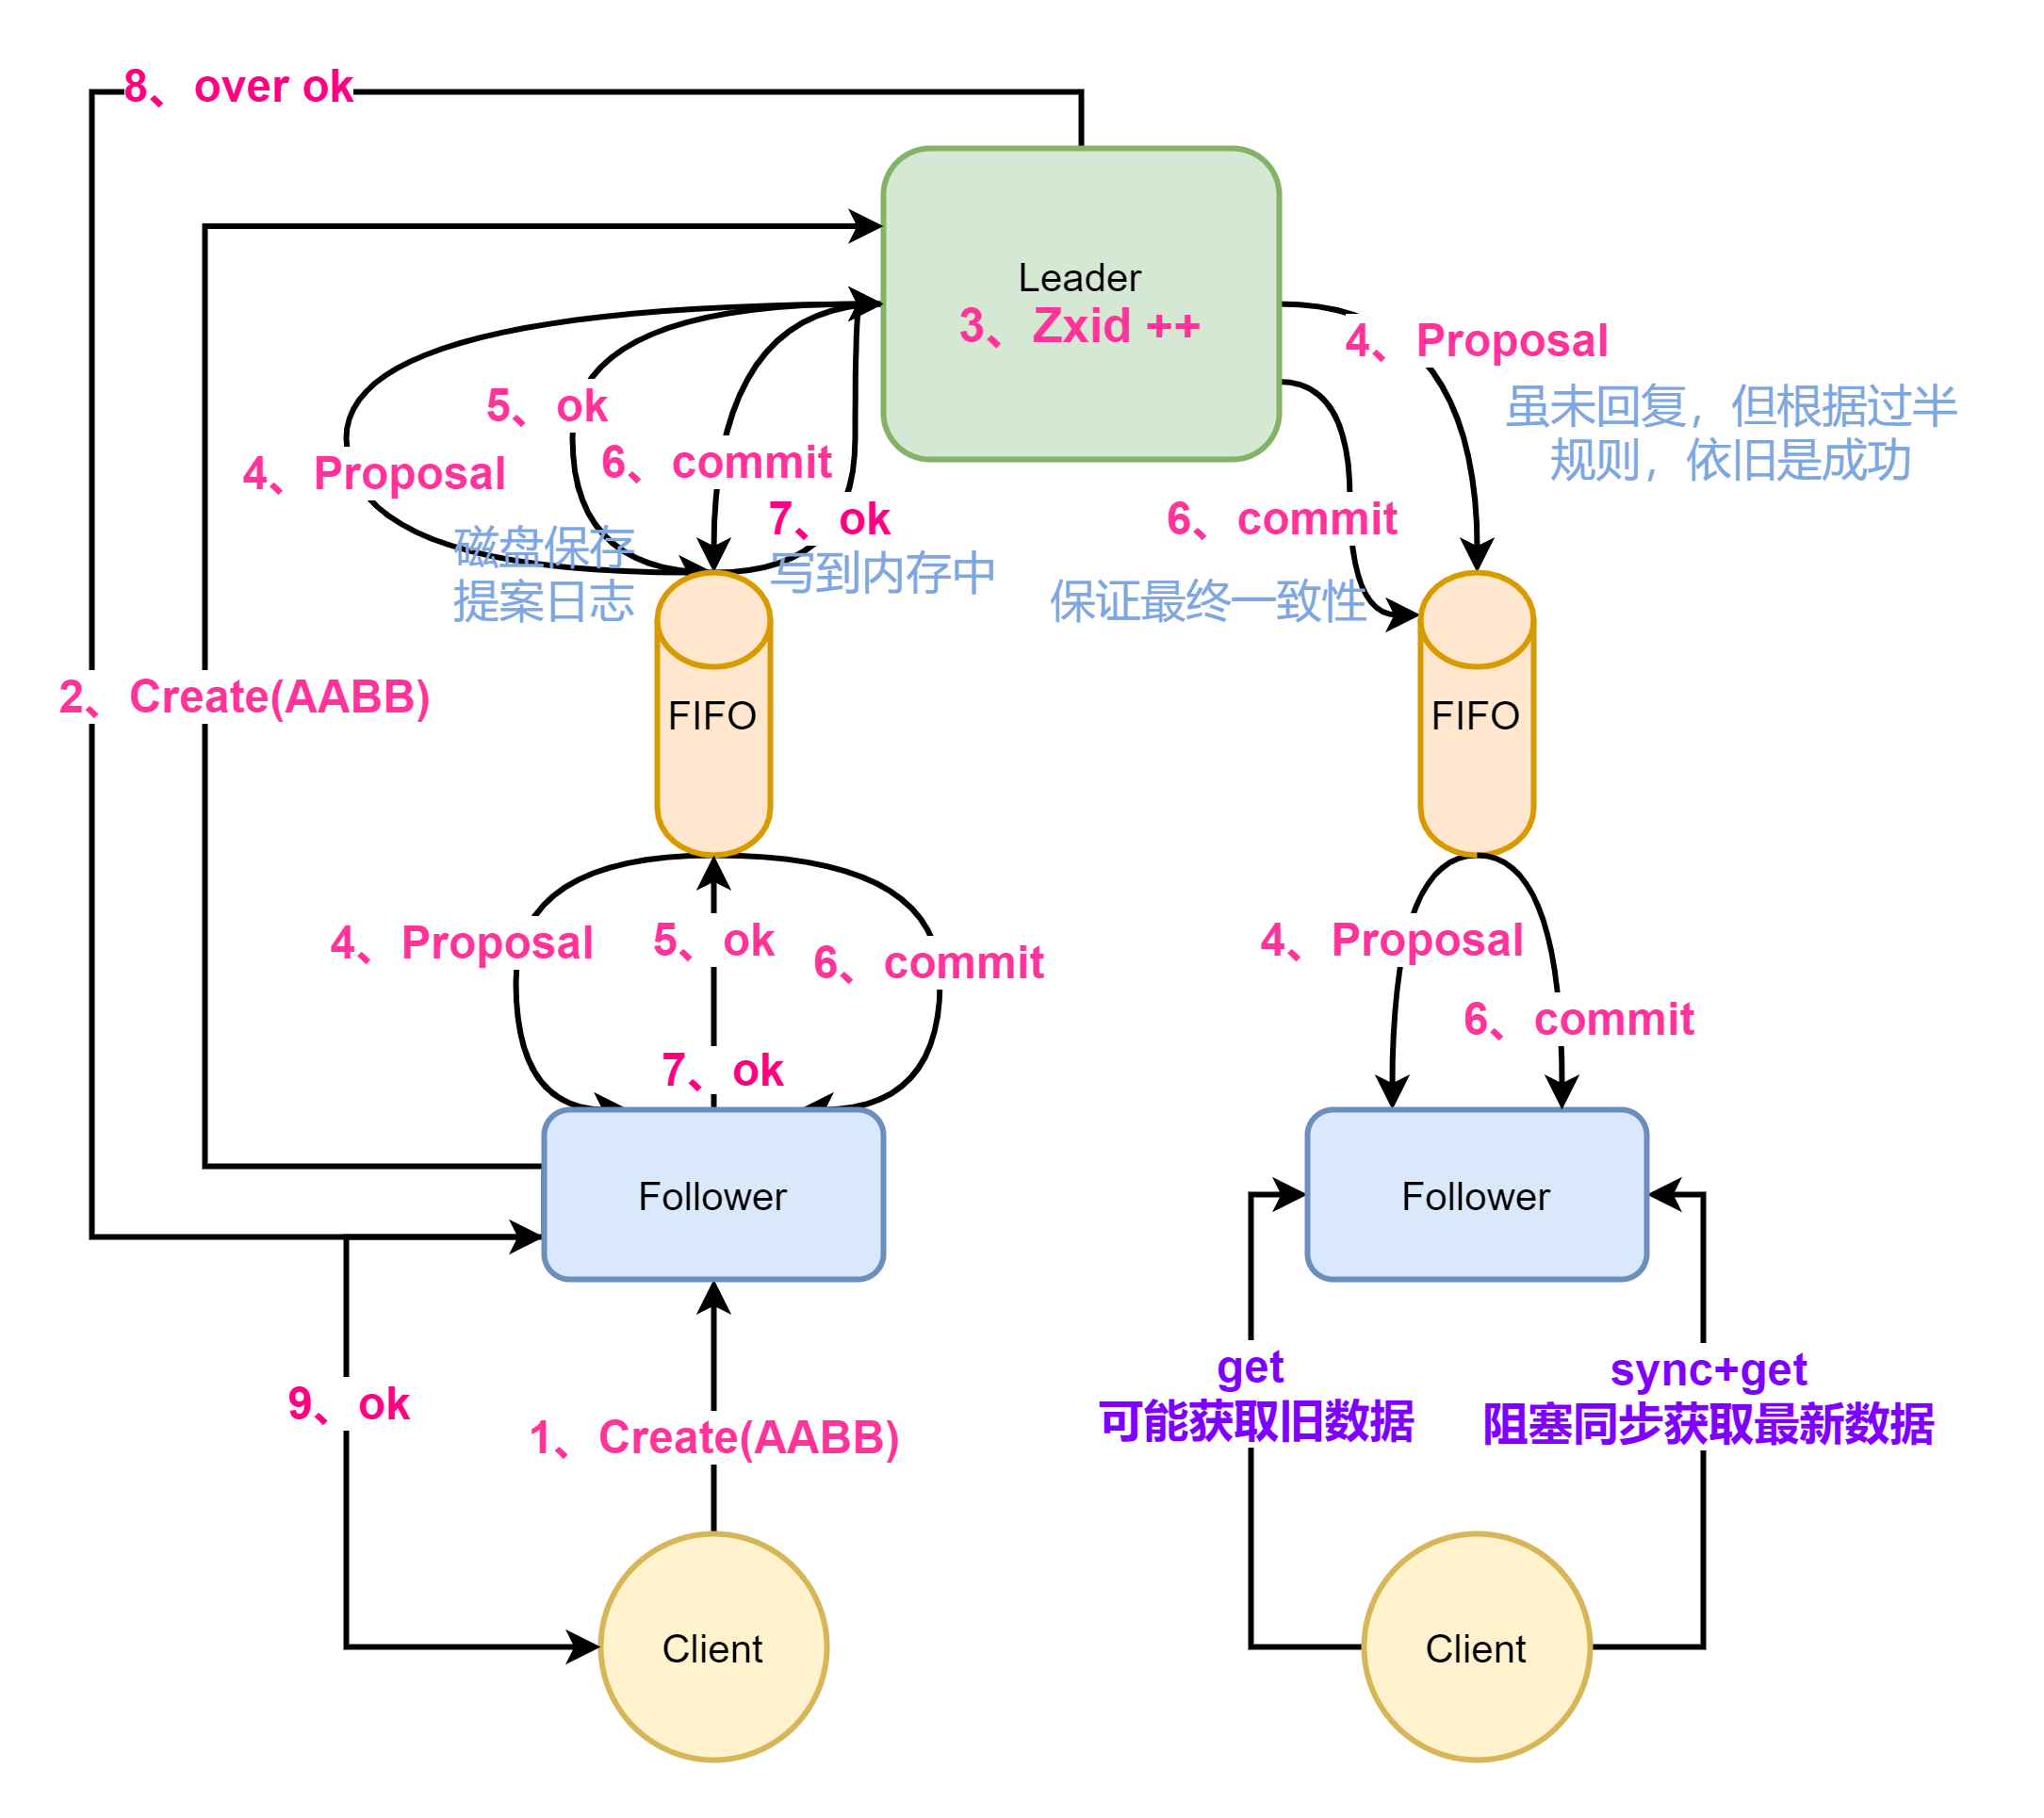 8、over ok
Leader
3、Zxid ++
4、Proposal
虽未回复，但根据过半
规则，依旧是成功
5、ok
6、commit
4、Proposal
7、ok
6、commit
磁盘保存
提案日志
写到内存中
保证最终一致性
2、Create(AABB)
FIFO
FIFO
4、Proposal
5、ok
6、commit
4、Proposal
6、commit
7、ok
Follower
Follower
get
可能获取旧数据
sync+get
阻塞同步获取最新数据
9、ok
1、Create(AABB)
Client
Client